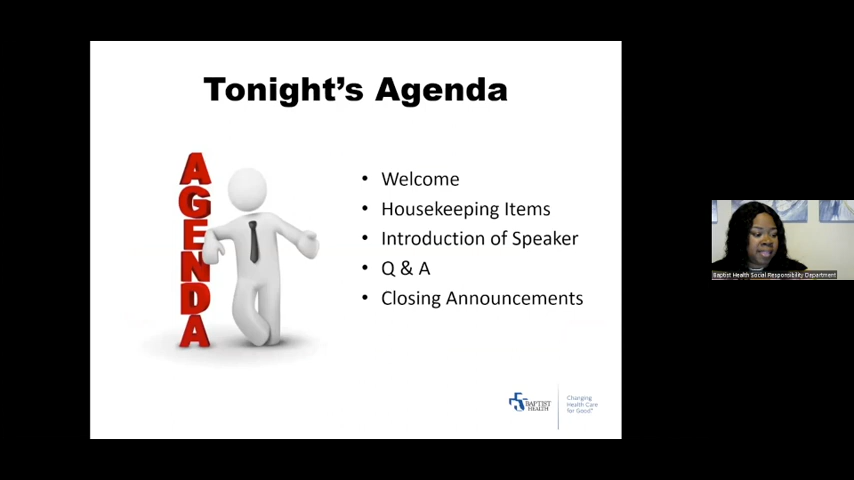 Tonight's Agenda
AGENDA
• Welcome
• Housekeeping Items
• Introduction of Speaker
• Q & A
• Closing Announcements
BAPTIST
HEALTH
Changing
Health Care
for Good®
Baptist Health Social Responsibility Department